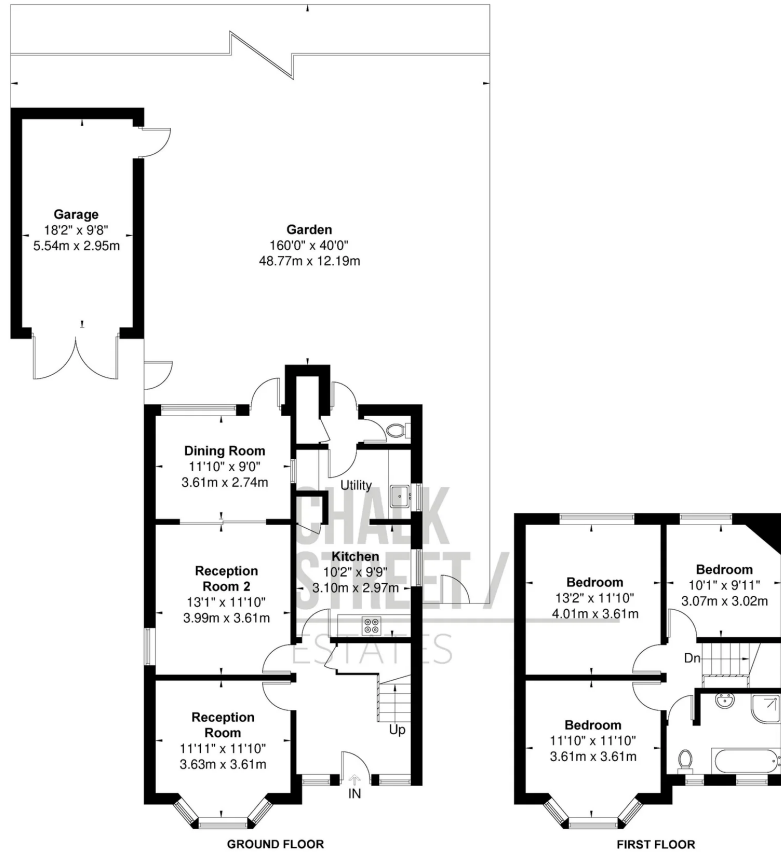 Garage
18'2" x 9'8"
5.54m x 2.95m
Garden
160'0" x 40'0"
48.77m x 12.19m
Dining Room
11'10" x 9'0"
3.61m x 2.74m
Utility
CHALK
STREET /
ESTATES
Kitchen
10'2" x 9'9"
3.10m x 2.97m
Reception
Room 2
13'1" x 11'10"
3.99m x 3.61m
Reception
Room
11'11" x 11'10"
3.63m x 3.61m
Up
IN
GROUND FLOOR
Bedroom
13'2" x 11'10"
4.01m x 3.61m
Bedroom
10'1" x 9'11"
3.07m x 3.02m
Dn
Bedroom
11'10" x 11'10"
3.61m x 3.61m
FIRST FLOOR